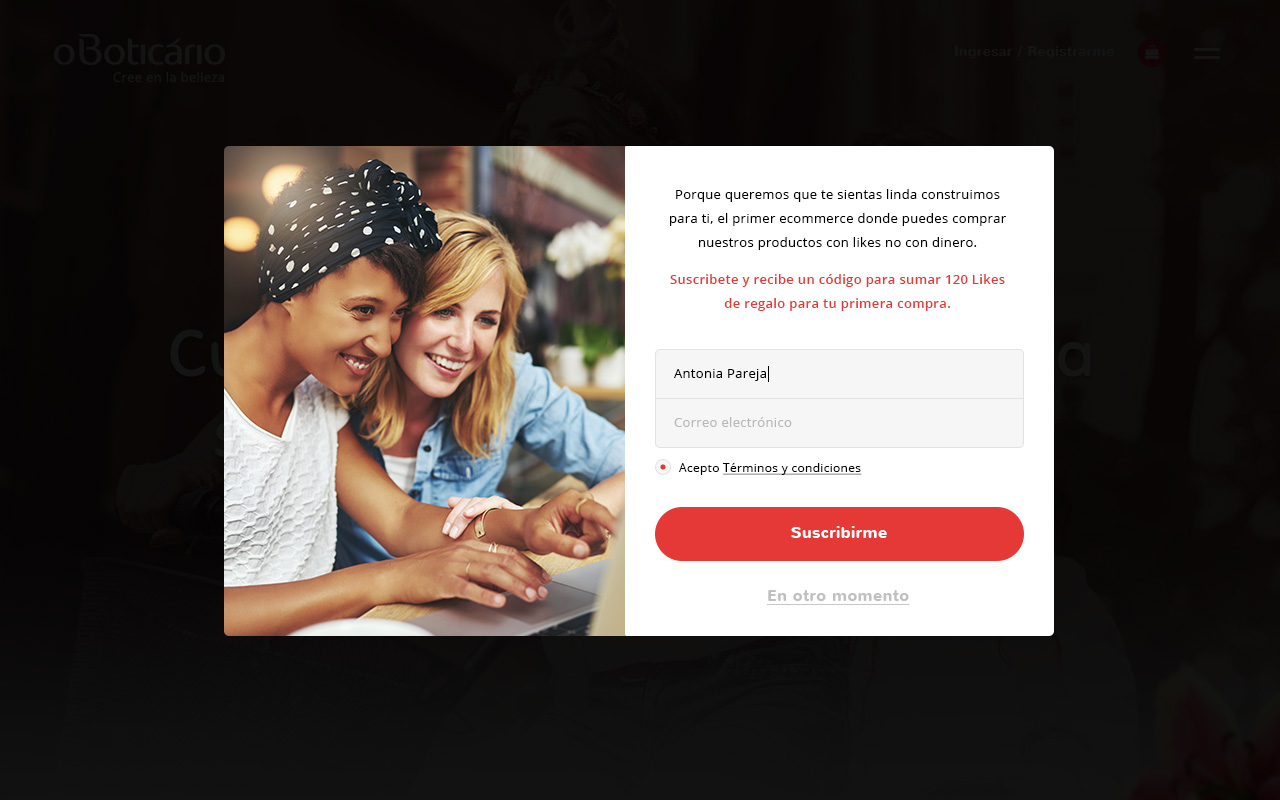 oBoticário
Cree en la belleza
Ingresar / Registrarme
Porque queremos que te sientas linda construimos
para ti, el primer ecommerce donde puedes comprar
nuestros productos con likes no con dinero.
Suscribete y recibe un código para sumar 120 Likes
de regalo para tu primera compra.
Antonia Pareja
Correo electrónico
Acepto Términos y condiciones
Suscribirme
En otro momento